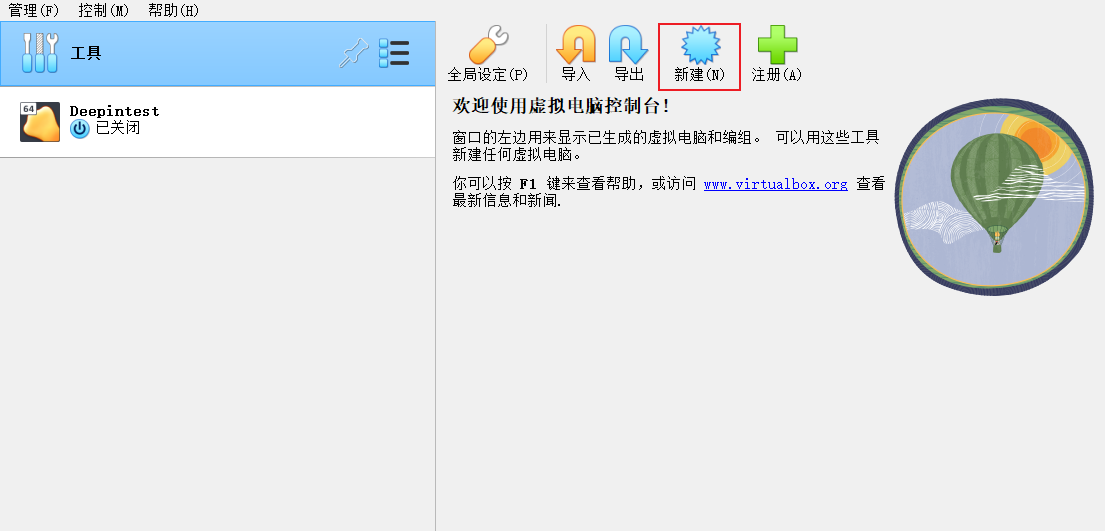 管理(F) 控制(M) 帮助(H)
工具
64
Deepintest
已关闭
全局设定(P) 导入 导出 新建(N) 注册(A)
欢迎使用虚拟电脑控制台!
窗口的左边用来显示已生成的虚拟电脑和编组。 可以用这些工具
新建任何虚拟电脑。
你可以按 F1 键来查看帮助，或访问 www.virtualbox.org 查看
最新信息和新闻.